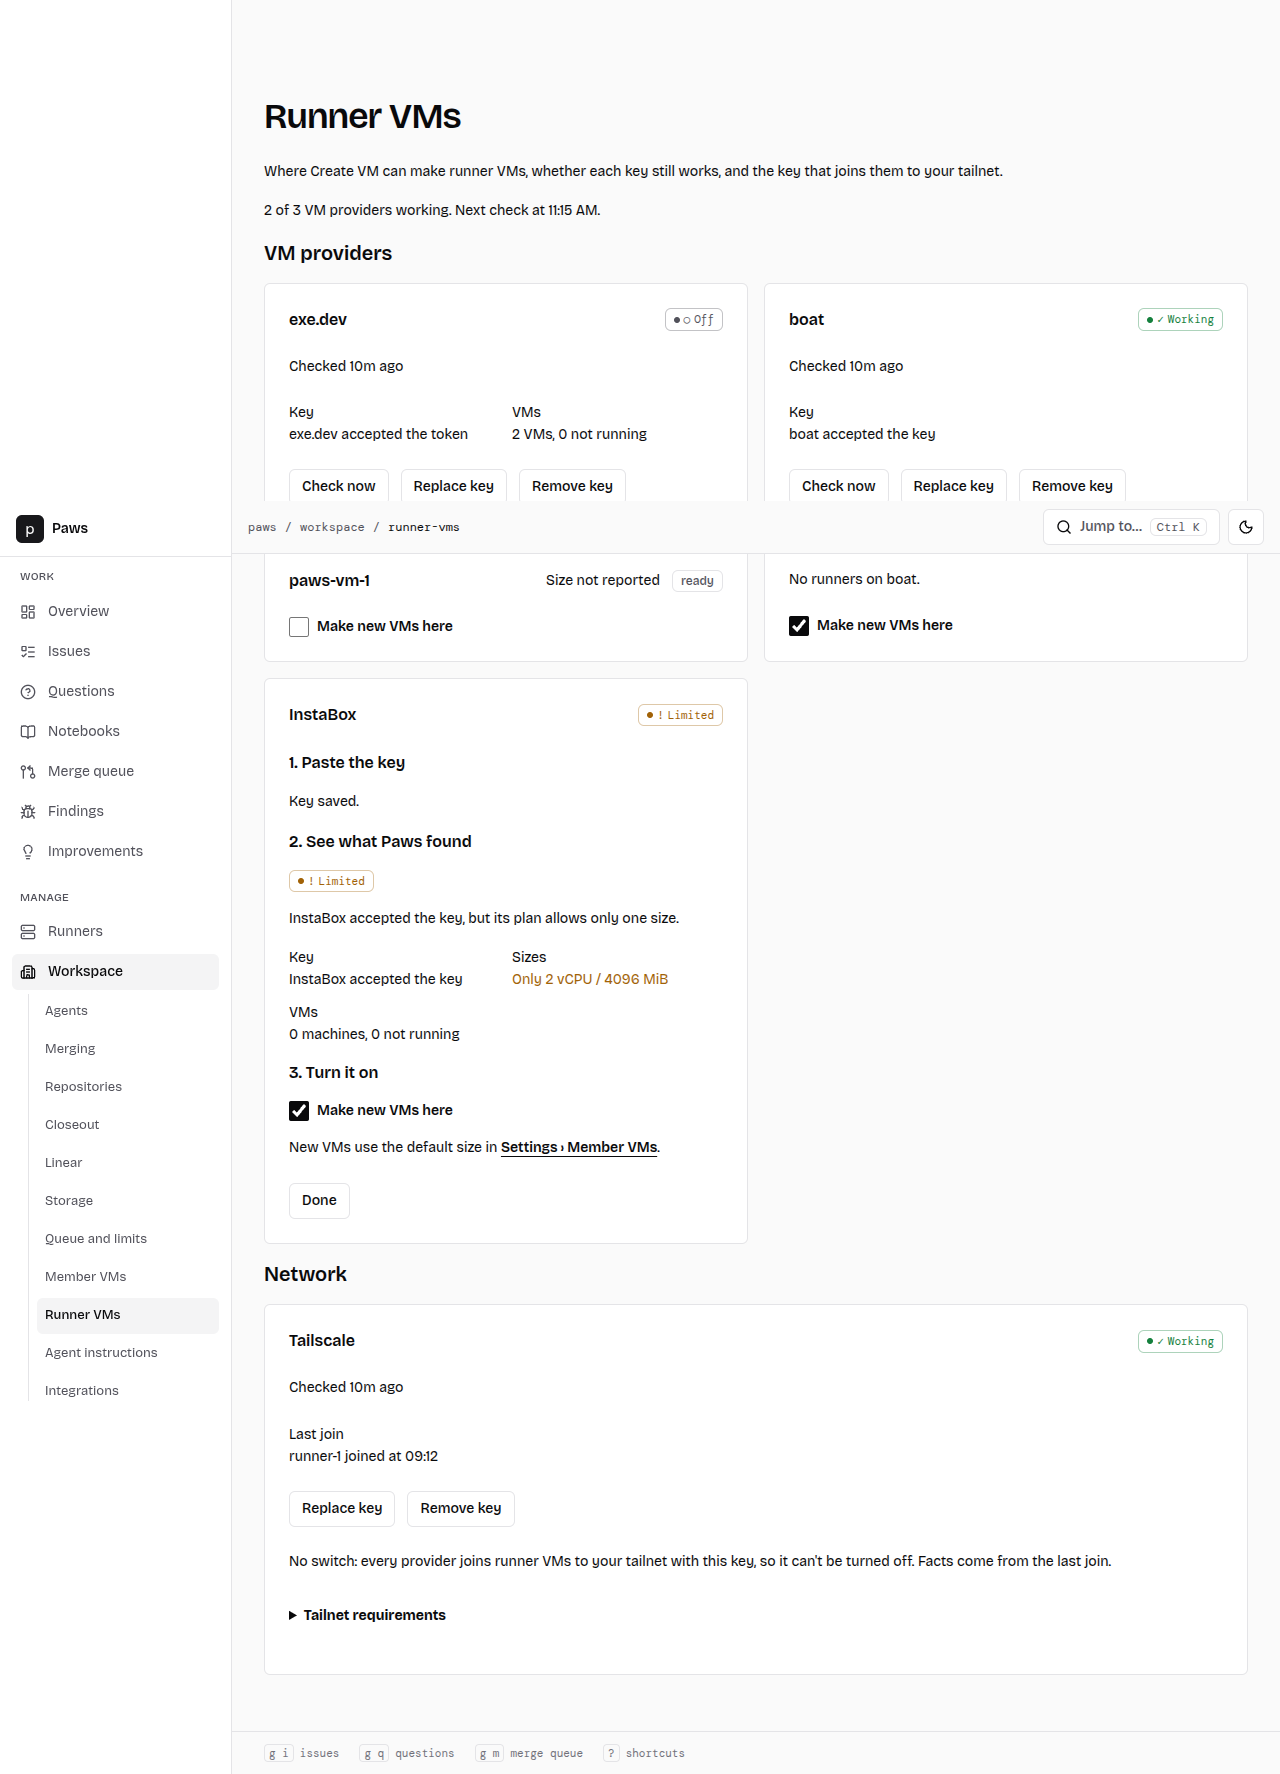 Runner VMs
Where Create VM can make runner VMs, whether each key still works, and the key that joins them to your tailnet.
2 of 3 VM providers working. Next check at 11:15 AM.
VM providers
exe.dev
○ Off
Checked 10m ago
Key
exe.dev accepted the token
VMs
2 VMs, 0 not running
Check now
Replace key
Remove key
boat
✓ Working
Checked 10m ago
Key
boat accepted the key
Check now
Replace key
Remove key
p
Paws
paws / workspace / runner-vms
Jump to...
Ctrl K
WORK
Overview
Issues
Questions
Notebooks
Merge queue
Findings
Improvements
MANAGE
Runners
Workspace
Agents
Merging
Repositories
Closeout
Linear
Storage
Queue and limits
Member VMs
Runner VMs
Agent instructions
Integrations
paws-vm-1
Size not reported
ready
Make new VMs here
No runners on boat.
Make new VMs here
InstaBox
! Limited
1. Paste the key
Key saved.
2. See what Paws found
! Limited
InstaBox accepted the key, but its plan allows only one size.
Key
InstaBox accepted the key
Sizes
Only 2 vCPU / 4096 MiB
VMs
0 machines, 0 not running
3. Turn it on
Make new VMs here
New VMs use the default size in Settings › Member VMs.
Done
Network
Tailscale
✓ Working
Checked 10m ago
Last join
runner-1 joined at 09:12
Replace key
Remove key
No switch: every provider joins runner VMs to your tailnet with this key, so it can't be turned off. Facts come from the last join.
Tailnet requirements
g i issues
g q questions
g m merge queue
? shortcuts